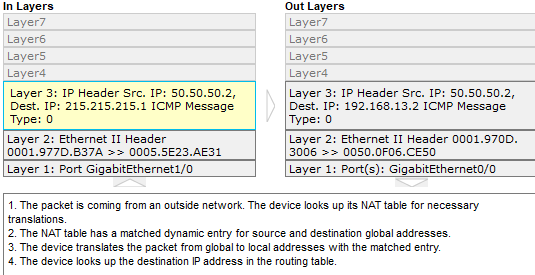 In Layers
Layer7
Layer6
Layer5
Layer4
Layer 3: IP Header Src. IP: 50.50.50.2,
Dest. IP: 215.215.215.1 ICMP Message
Type: 0
Layer 2: Ethernet II Header
0001.977D.B37A >> 0005.5E23.AE31
Layer 1: Port GigabitEthernet1/0
Out Layers
Layer7
Layer6
Layer5
Layer4
Layer 3: IP Header Src. IP: 50.50.50.2,
Dest. IP: 192.168.13.2 ICMP Message
Type: 0
Layer 2: Ethernet II Header 0001.970D.
3006 >> 0050.0F06.CE50
Layer 1: Port(s): GigabitEthernet0/0
1. The packet is coming from an outside network. The device looks up its NAT table for necessary
translations.
2. The NAT table has a matched dynamic entry for source and destination global addresses.
3. The device translates the packet from global to local addresses with the matched entry.
4. The device looks up the destination IP address in the routing table.